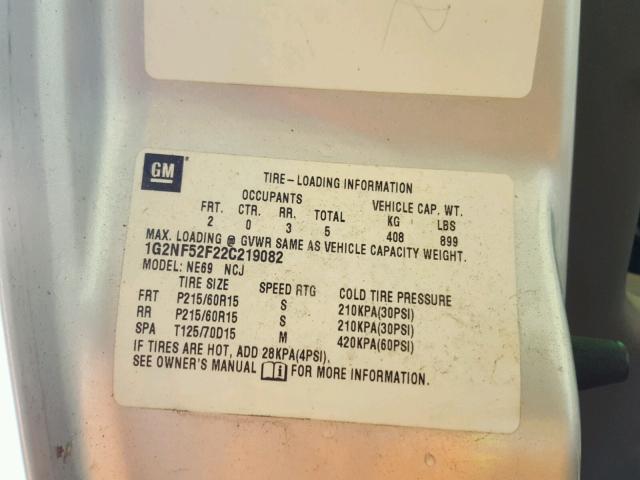 GM
TIRE-LOADING INFORMATION
OCCUPANTS VEHICLE CAP. WT.
FRT. CTR. RR. TOTAL KG LBS
2 0 3 5 408 899
MAX. LOADING @ GVWR SAME AS VEHICLE CAPACITY WEIGHT.
1G2NF52F22C219082
MODEL: NE69 NCJ
TIRE SIZE SPEED RTG COLD TIRE PRESSURE
FRT P215/60R15 S 210KPA(30PSI)
RR P215/60R15 S 210KPA(30PSI)
SPA T125/70D15 M 420KPA(60PSI)
IF TIRES ARE HOT, ADD 28KPA(4PSI).
SEE OWNER'S MANUAL FOR MORE INFORMATION.